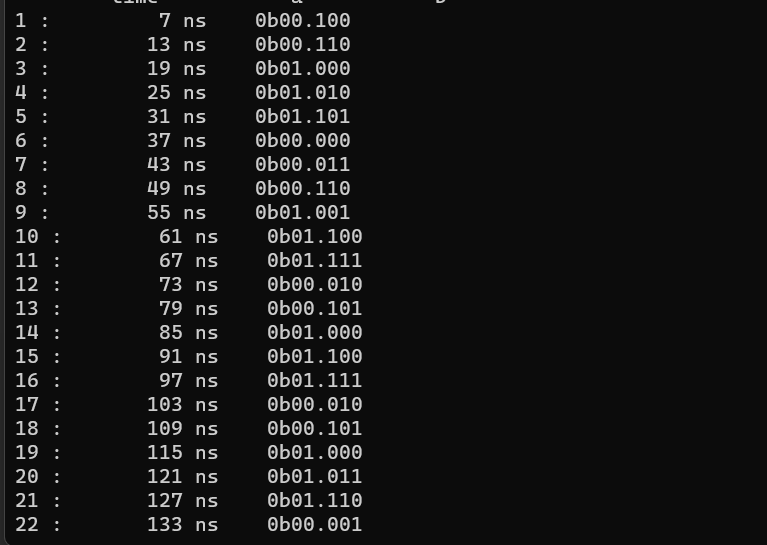 1 :         7 ns    0b00.100
2 :        13 ns    0b00.110
3 :        19 ns    0b01.000
4 :        25 ns    0b01.010
5 :        31 ns    0b01.101
6 :        37 ns    0b00.000
7 :        43 ns    0b00.011
8 :        49 ns    0b00.110
9 :        55 ns    0b01.001
10 :        61 ns    0b01.100
11 :        67 ns    0b01.111
12 :        73 ns    0b00.010
13 :        79 ns    0b00.101
14 :        85 ns    0b01.000
15 :        91 ns    0b01.100
16 :        97 ns    0b01.111
17 :       103 ns    0b00.010
18 :       109 ns    0b00.101
19 :       115 ns    0b01.000
20 :       121 ns    0b01.011
21 :       127 ns    0b01.110
22 :       133 ns    0b00.001